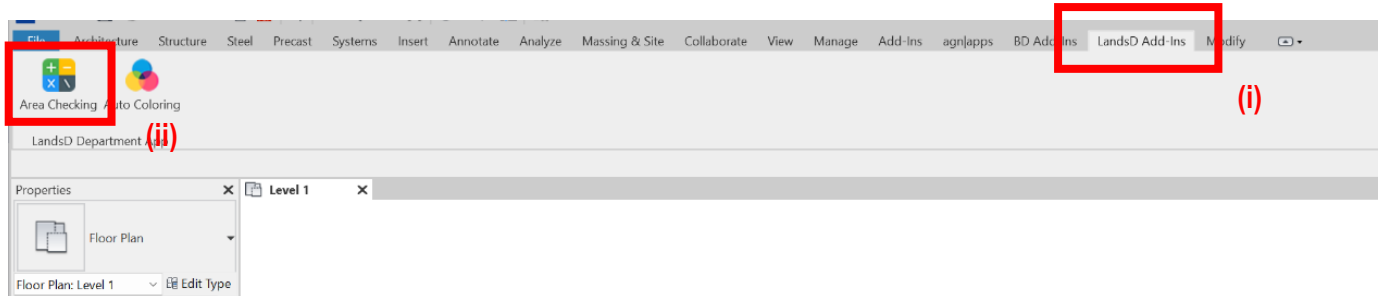 File Architecture Structure Steel Precast Systems Insert Annotate Analyze Massing & Site Collaborate View Manage Add-Ins agn|apps BD Add-Ins LandsD Add-Ins Modify
(i)
Area Checking Auto Coloring
(ii)
LandsD Department App
Properties Level 1
Floor Plan
Floor Plan: Level 1 Edit Type